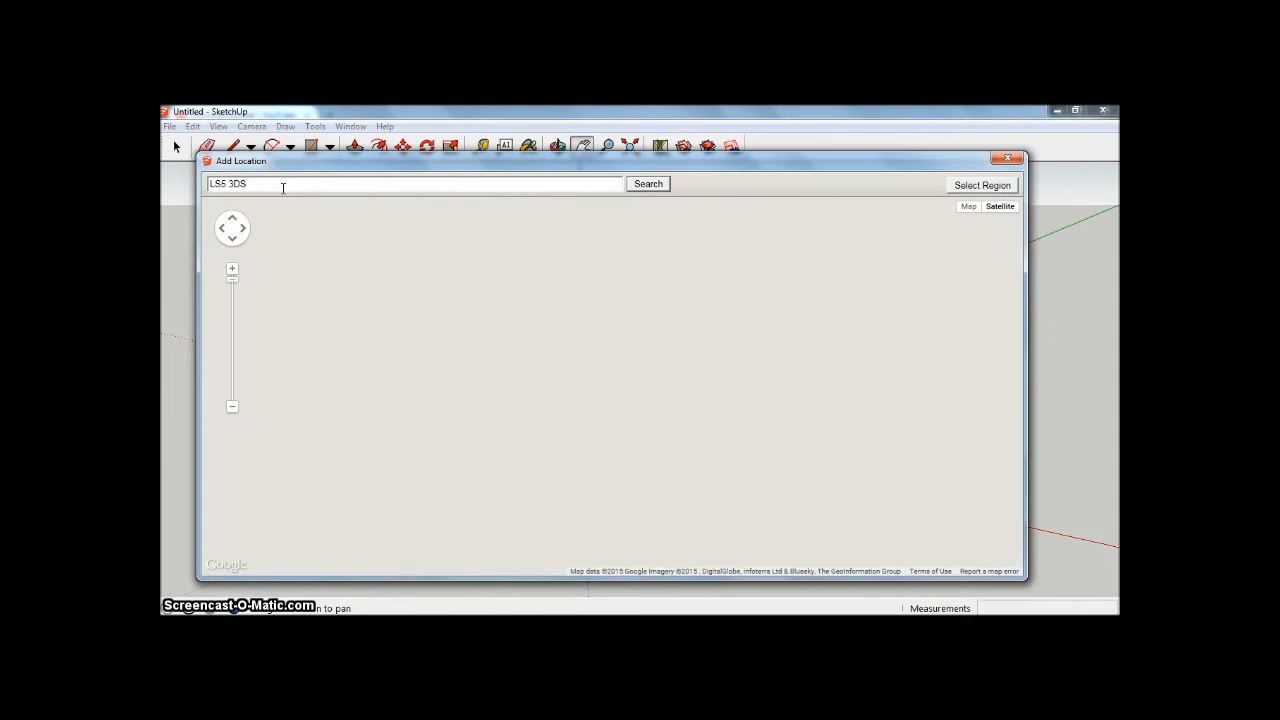 Untitled - SketchUp
File Edit View Camera Draw Tools Window Help
Add Location
LS5 3DS
Search
Select Region
Map Satellite
Google
Map data ©2015 Google Imagery ©2015 , DigitalGlobe, Infoterra Ltd & Bluesky, The GeoInformation Group
Terms of Use
Report a map error
Screencast-O-Matic.com
n to pan
Measurements